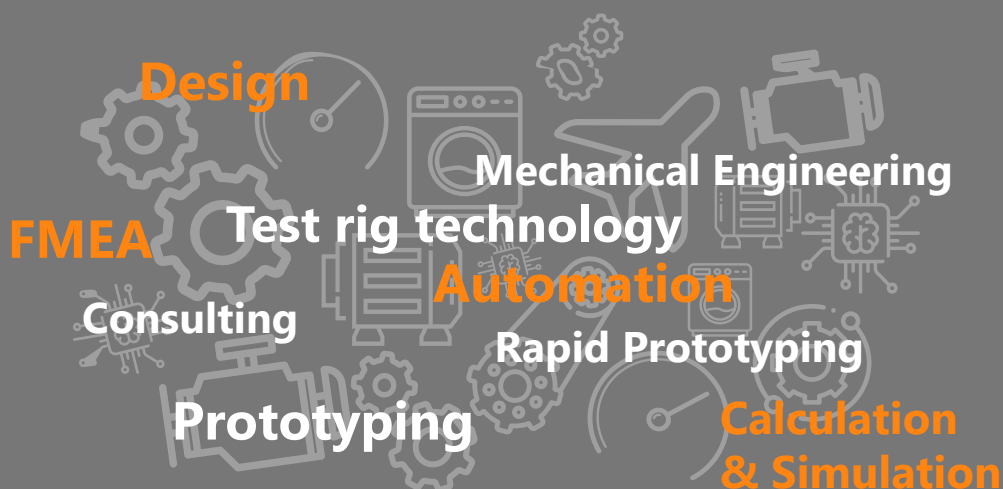 Design
Mechanical Engineering
Test rig technology
FMEA
Automation
Consulting
Rapid Prototyping
Prototyping
Calculation
& Simulation